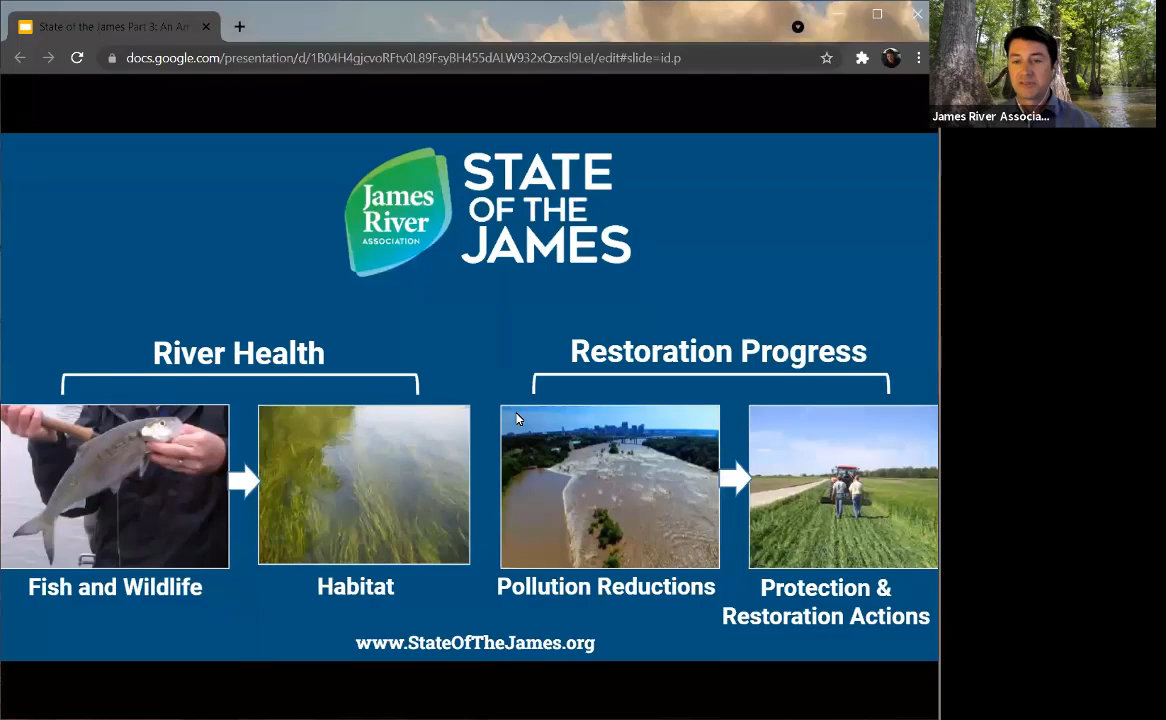 State of the James Part 3: An Am
docs.google.com/presentation/d/1B04H4gjcvoRFtv0L89FsyBH455dALW932xQzxsl9LeI/edit#slide=id.p
James River Associa...
James
River
ASSOCIATION
STATE
OF THE
JAMES
River Health
Restoration Progress
Fish and Wildlife
Habitat
Pollution Reductions
Protection &
Restoration Actions
www.StateOfTheJames.org